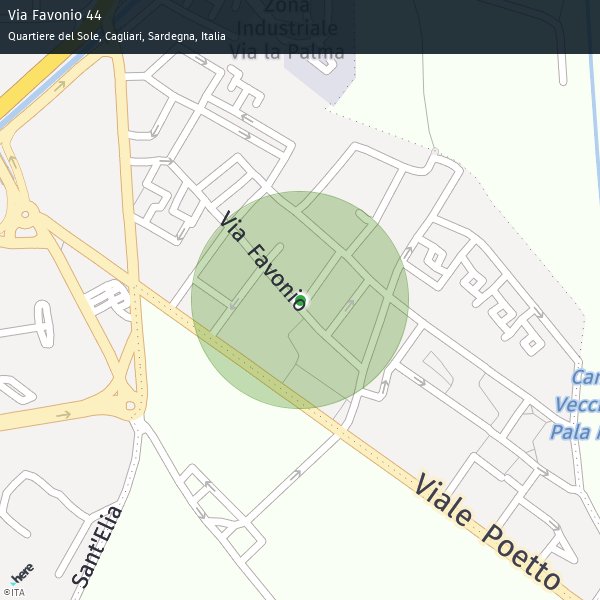 Via Favonio 44
Quartiere del Sole, Cagliari, Sardegna, Italia
Zona
Industriale
Via la Palma
Via Favonio
Can
Vecc
Pala
Viale Poetto
Sant'Elia
here
©ITA